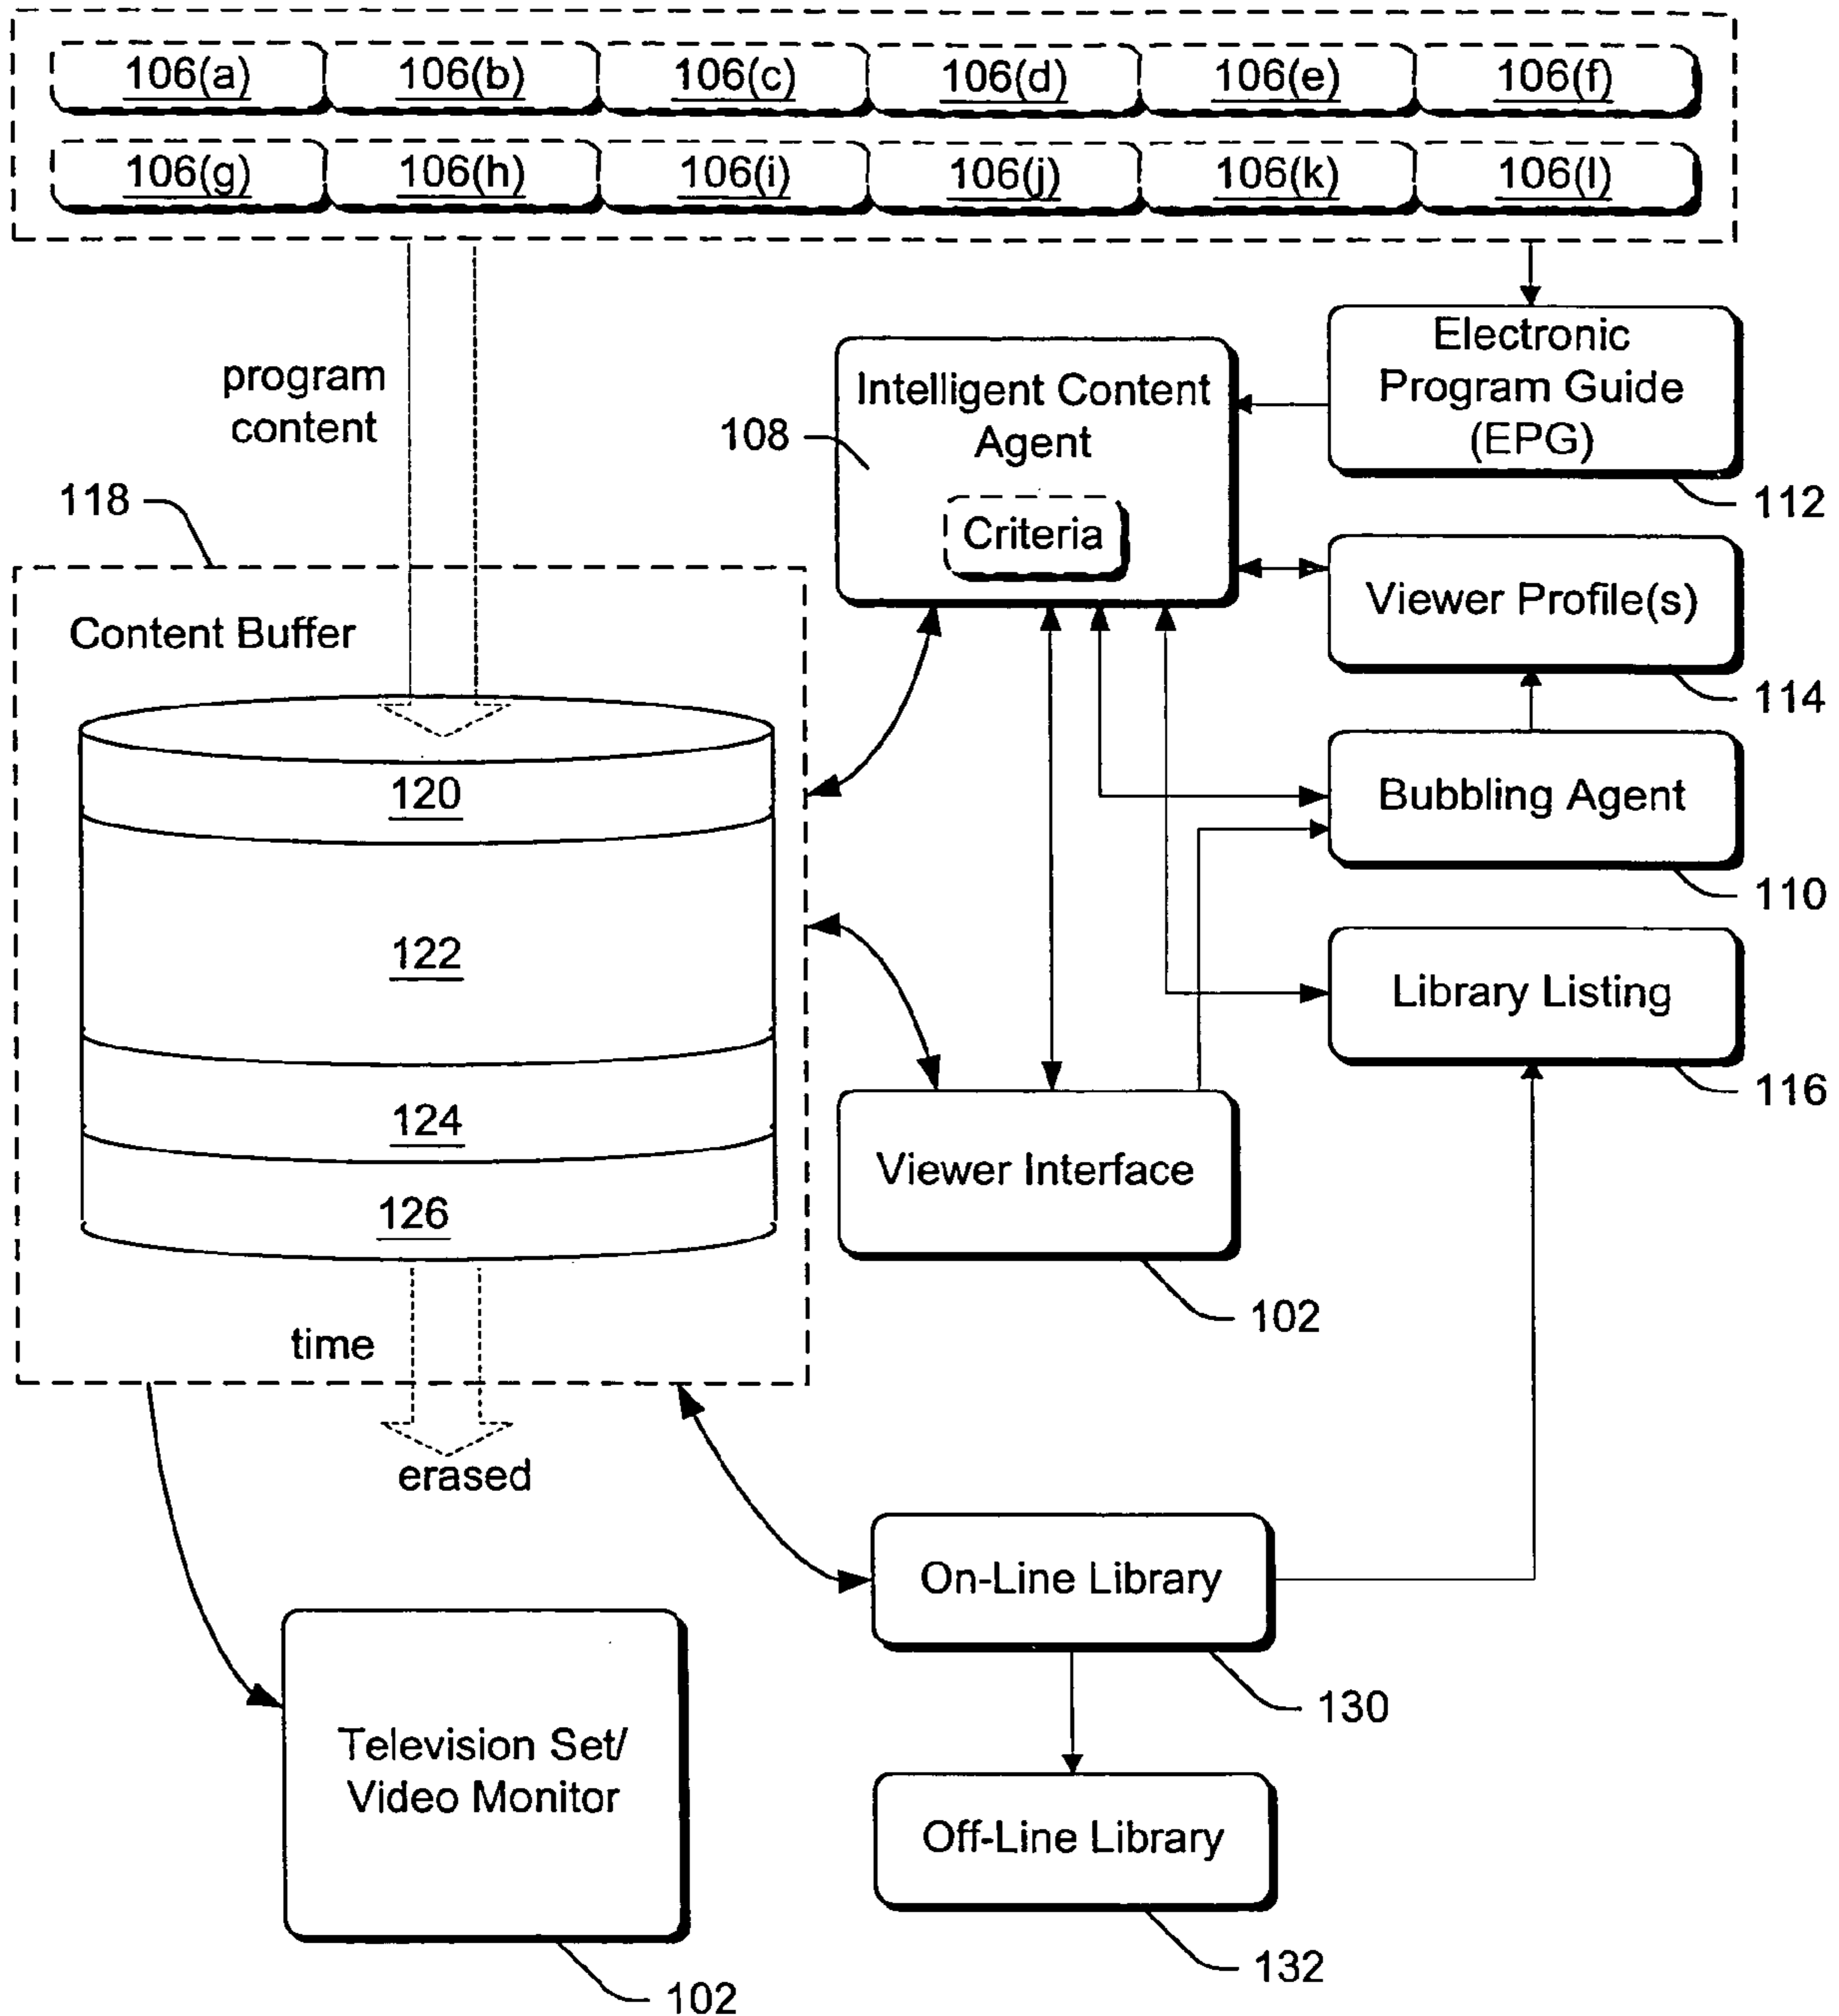 106(a) 106(b) 106(c) 106(d) 106(e) 106(f)
106(g) 106(h) 106(i) 106(j) 106(k) 106(l)
program
content
Electronic
Program Guide
(EPG)
112
Intelligent Content
Agent
108
Criteria
118
Content Buffer
Viewer Profile(s)
114
120
Bubbling Agent
110
122
Library Listing
116
124
126
Viewer Interface
102
time
erased
On-Line Library
130
Television Set/
Video Monitor
102
Off-Line Library
132